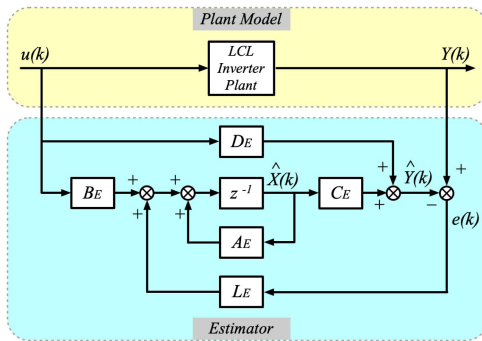 Plant Model
u(k)
LCL
Inverter
Plant
Y(k)
DE
^
X(k)
^
Y(k)
+
+
BE
+
+
+
+
z -1
CE
+
−
e(k)
AE
LE
Estimator